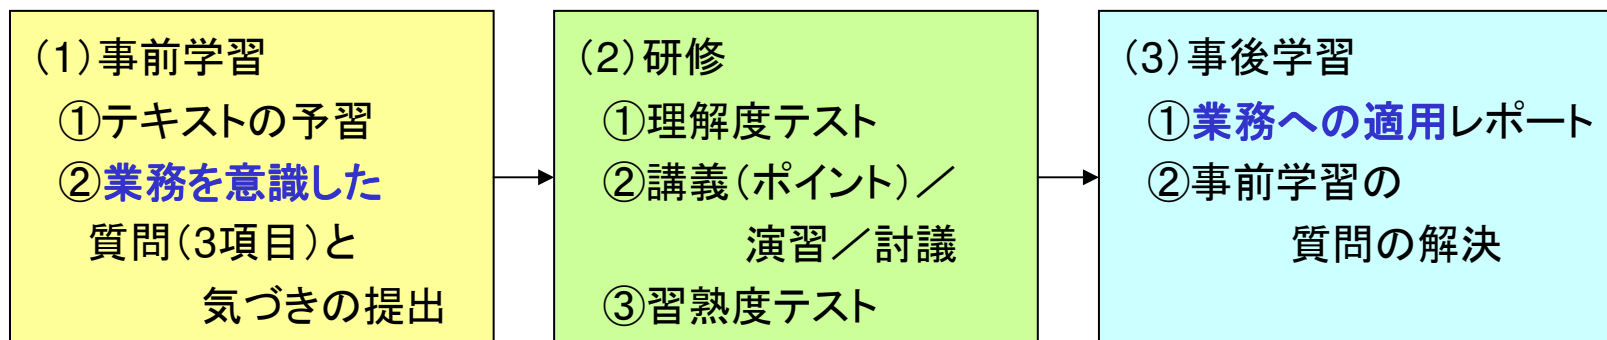 (1)事前学習
①テキストの予習
②業務を意識した
質問(3項目)と
気づきの提出
(2)研修
①理解度テスト
②講義(ポイント)／
演習／討議
③習熟度テスト
(3)事後学習
①業務への適用レポート
②事前学習の
質問の解決